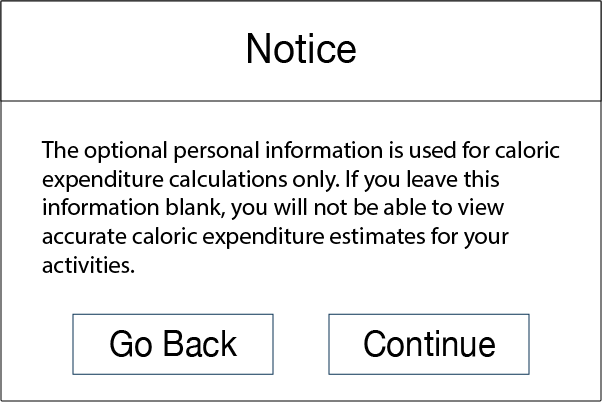 Notice
The optional personal information is used for caloric
expenditure calculations only. If you leave this
information blank, you will not be able to view
accurate caloric expenditure estimates for your
activities.
Go Back
Continue